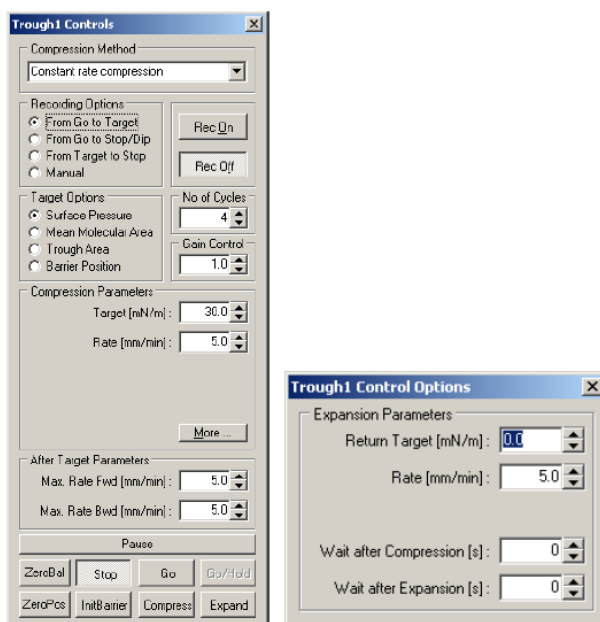 Trough1 Controls
Compression Method
Constant rate compression
Recording Options
From Go to Target
From Go to Stop/Dip
From Target to Stop
Manual
Rec On
Rec Off
Target Options
Surface Pressure
Mean Molecular Area
Trough Area
Barrier Position
No of Cycles
4
Gain Control
1.0
Compression Parameters
Target [mN/m] : 30.0
Rate [mm/min] : 5.0
More ...
After Target Parameters
Max. Rate Fwd [mm/min] : 5.0
Max. Rate Bwd [mm/min] : 5.0
Pause
ZeroBal Stop Go Go/Hold
ZeroPos InitBarrier Compress Expand
Trough1 Control Options
Expansion Parameters
Return Target [mN/m] : 0.0
Rate [mm/min] : 5.0
Wait after Compression [s] : 0
Wait after Expansion [s] : 0